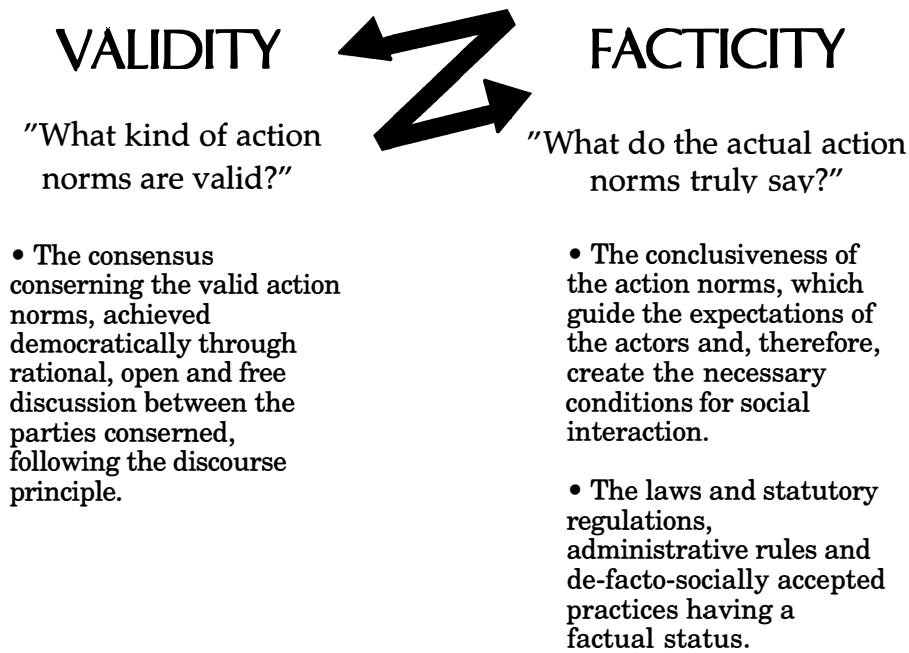 VALIDITY
"What kind of action
norms are valid?"
• The consensus
conserning the valid action
norms, achieved
democratically through
rational, open and free
discussion between the
parties conserned,
following the discourse
principle.
FACTICITY
"What do the actual action
norms truly say?"
• The conclusiveness of
the action norms, which
guide the expectations of
the actors and, therefore,
create the necessary
conditions for social
interaction.
• The laws and statutory
regulations,
administrative rules and
de-facto-socially accepted
practices having a
factual status.